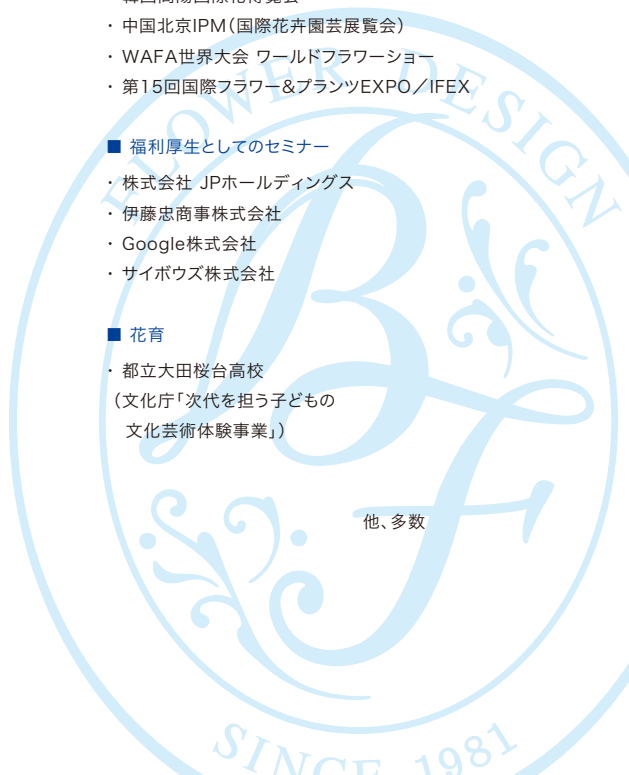 ・ 中国北京IPM（国際花卉園芸展覧会）
・ WAFA世界大会 ワールドフラワーショー
・ 第15回国際フラワー&プランツEXPO／IFEX
■ 福利厚生としてのセミナー
・ 株式会社 JPホールディングス
・ 伊藤忠商事株式会社
・ Google株式会社
・ サイボウズ株式会社
■ 花育
・ 都立大田桜台高校
（文化庁「次代を担う子どもの
文化芸術体験事業」）
他、多数
FLOWER DESIGN
BF
SINCE 1981